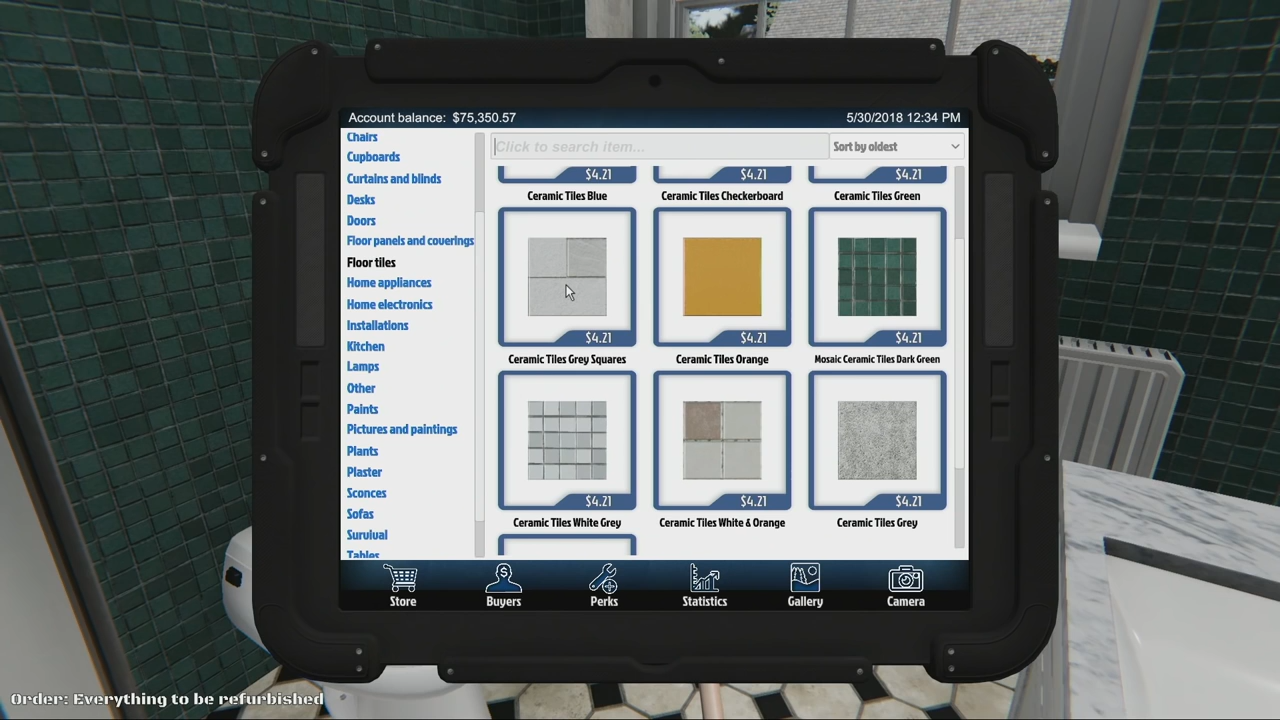 Account balance: $75,350.57
5/30/2018 12:34 PM
Chairs
Cupboards
Curtains and blinds
Desks
Doors
Floor panels and coverings
Floor tiles
Home appliances
Home electronics
Installations
Kitchen
Lamps
Other
Paints
Pictures and paintings
Plants
Plaster
Sconces
Sofas
Survival
Tables
Click to search item...
Sort by oldest
$4.21 $4.21 $4.21
Ceramic Tiles Blue Ceramic Tiles Checkerboard Ceramic Tiles Green
$4.21 $4.21 $4.21
Ceramic Tiles Grey Squares Ceramic Tiles Orange Mosaic Ceramic Tiles Dark Green
$4.21 $4.21 $4.21
Ceramic Tiles White Grey Ceramic Tiles White & Orange Ceramic Tiles Grey
Store Buyers Perks Statistics Gallery Camera
Order: Everything to be refurbished